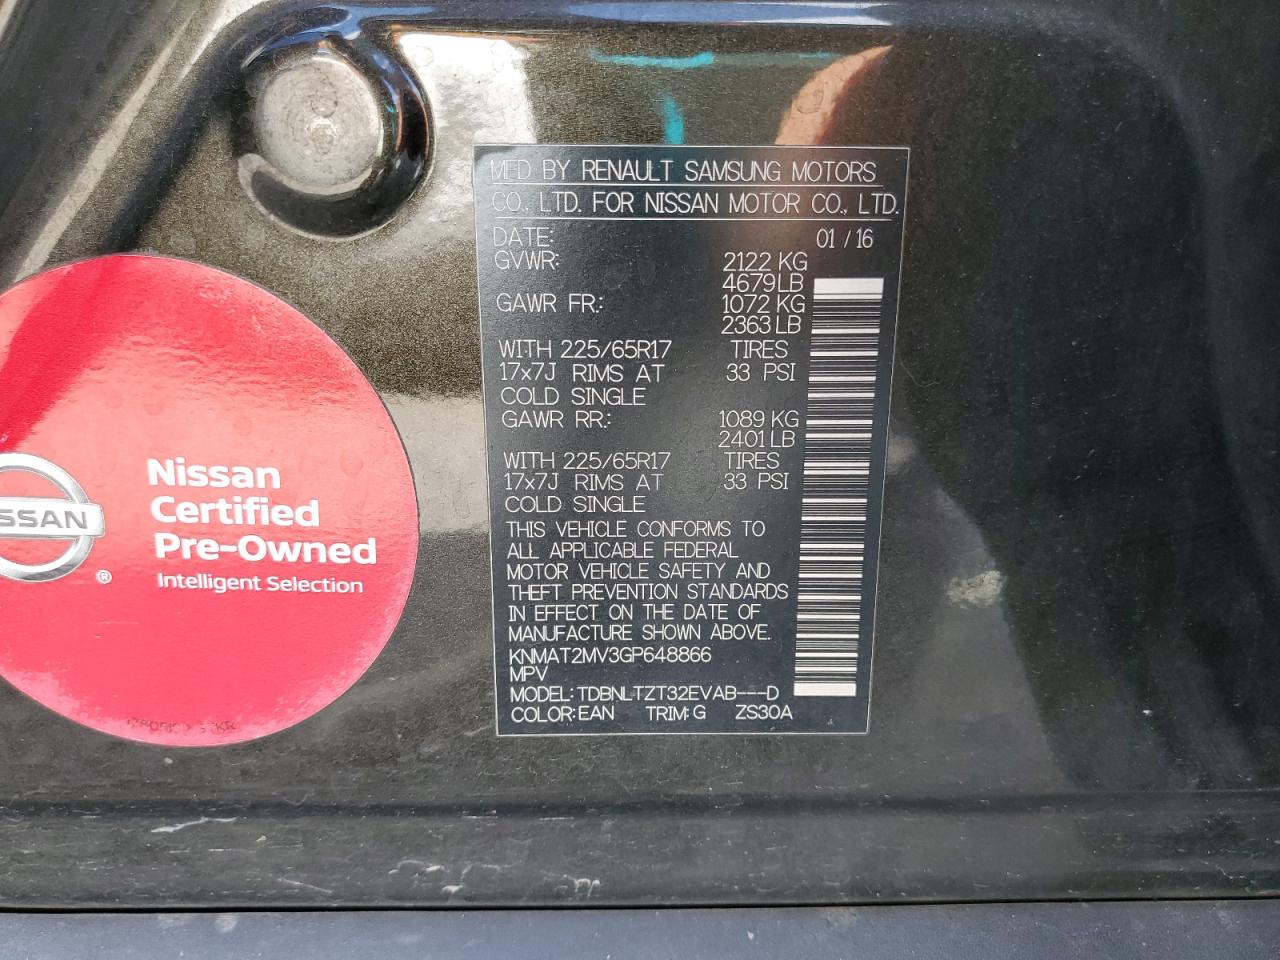 MFD BY RENAULT SAMSUNG MOTORS
CO., LTD. FOR NISSAN MOTOR CO., LTD.
DATE: 01 / 16
GVWR: 2122 KG
4679 LB
GAWR FR.: 1072 KG
2363 LB
WITH 225/65R17 TIRES
17x7J RIMS AT 33 PSI
COLD SINGLE
GAWR RR.: 1089 KG
2401 LB
WITH 225/65R17 TIRES
17x7J RIMS AT 33 PSI
COLD SINGLE
THIS VEHICLE CONFORMS TO
ALL APPLICABLE FEDERAL
MOTOR VEHICLE SAFETY AND
THEFT PREVENTION STANDARDS
IN EFFECT ON THE DATE OF
MANUFACTURE SHOWN ABOVE.
KNMAT2MV3GP648866
MPV
MODEL: TDBNLTZT32EVAB---D
COLOR: EAN TRIM: G ZS30A
SSAN
®
Nissan
Certified
Pre-Owned
Intelligent Selection